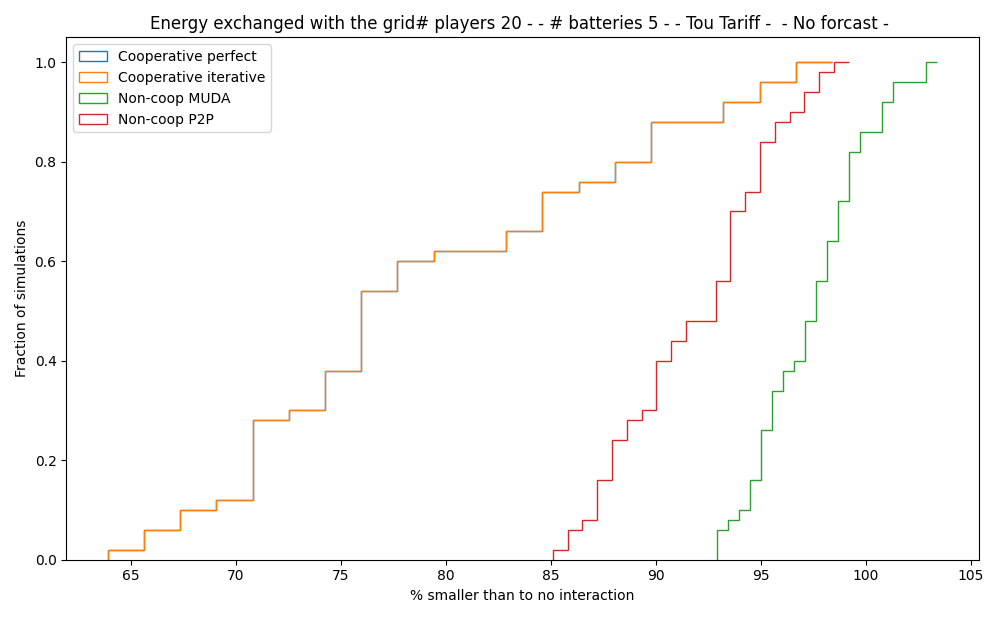 Energy exchanged with the grid# players 20 - - # batteries 5 - - Tou Tariff -  - No forcast -
Cooperative perfect
Cooperative iterative
Non-coop MUDA
Non-coop P2P
1.0
0.8
0.6
0.4
0.2
0.0
Fraction of simulations
65 70 75 80 85 90 95 100 105
% smaller than to no interaction